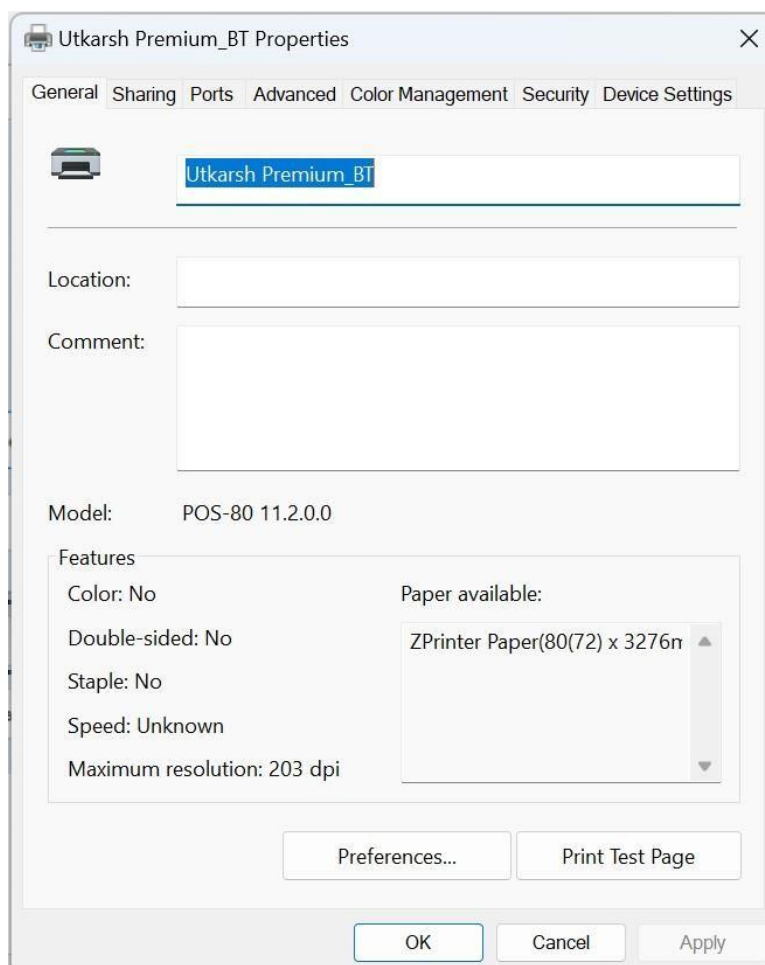 Utkarsh Premium_BT Properties
General Sharing Ports Advanced Color Management Security Device Settings
Utkarsh Premium_BT
Location:
Comment:
Model: POS-80 11.2.0.0
Features
Color: No
Paper available:
Double-sided: No
ZPrinter Paper(80(72) x 3276m
Staple: No
Speed: Unknown
Maximum resolution: 203 dpi
Preferences... Print Test Page
OK Cancel Apply